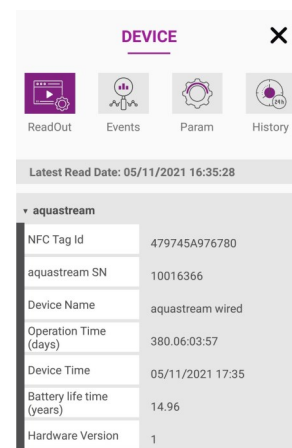 DEVICE
24h
ReadOut Events Param History
Latest Read Date: 05/11/2021 16:35:28
aquastream
NFC Tag Id 479745A976780
aquastream SN 10016366
Device Name aquastream wired
Operation Time
(days) 380.06:03:57
Device Time 05/11/2021 17:35
Battery life time
(years) 14.96
Hardware Version 1